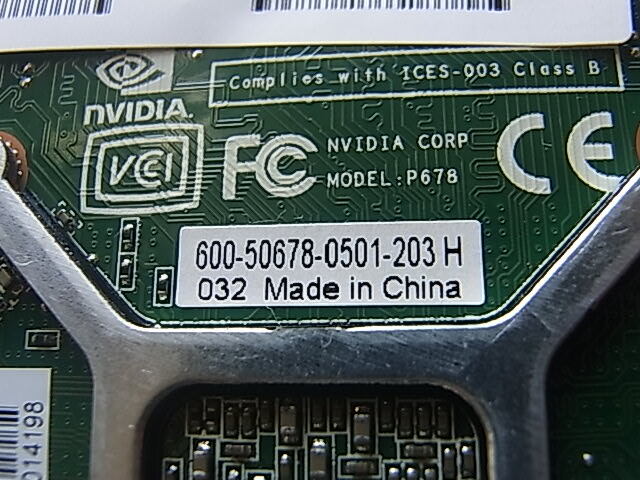 Complies with ICES-003 Class B
NVIDIA.
VCI
FC
NVIDIA CORP
MODEL:P678
CE
600-50678-0501-203 H
032 Made in China
014198